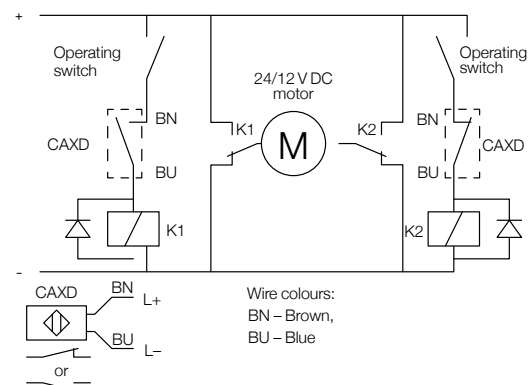 +
Operating
switch
24/12 V DC
motor
Operating
switch
BN
K1
M
K2
BN
CAXD
CAXD
BU
BU
K1
K2
-
CAXD
BN
L+
BU
L–
or
Wire colours:
BN – Brown,
BU – Blue